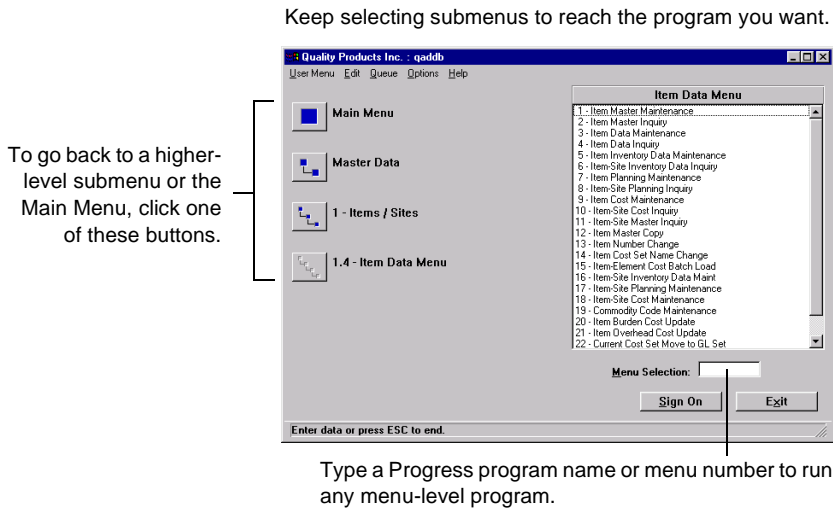 Keep selecting submenus to reach the program you want.
Quality Products Inc. : qaddb
User Menu Edit Queue Options Help
To go back to a higher-
level submenu or the
Main Menu, click one
of these buttons.
Main Menu
Master Data
1 - Items / Sites
1.4 - Item Data Menu
Item Data Menu
1 - Item Master Maintenance
2 - Item Master Inquiry
3 - Item Data Maintenance
4 - Item Data Inquiry
5 - Item Inventory Data Maintenance
6 - Item-Site Inventory Data Inquiry
7 - Item Planning Maintenance
8 - Item-Site Planning Inquiry
9 - Item Cost Maintenance
10 - Item-Site Cost Inquiry
11 - Item-Site Master Inquiry
12 - Item Master Copy
13 - Item Number Change
14 - Item Cost Set Name Change
15 - Item-Element Cost Batch Load
16 - Item-Site Inventory Data Maint
17 - Item-Site Planning Maintenance
18 - Item-Site Cost Maintenance
19 - Commodity Code Maintenance
20 - Item Burden Cost Update
21 - Item Overhead Cost Update
22 - Current Cost Set Move to GL Set
Menu Selection:
Sign On Exit
Enter data or press ESC to end.
Type a Progress program name or menu number to run
any menu-level program.